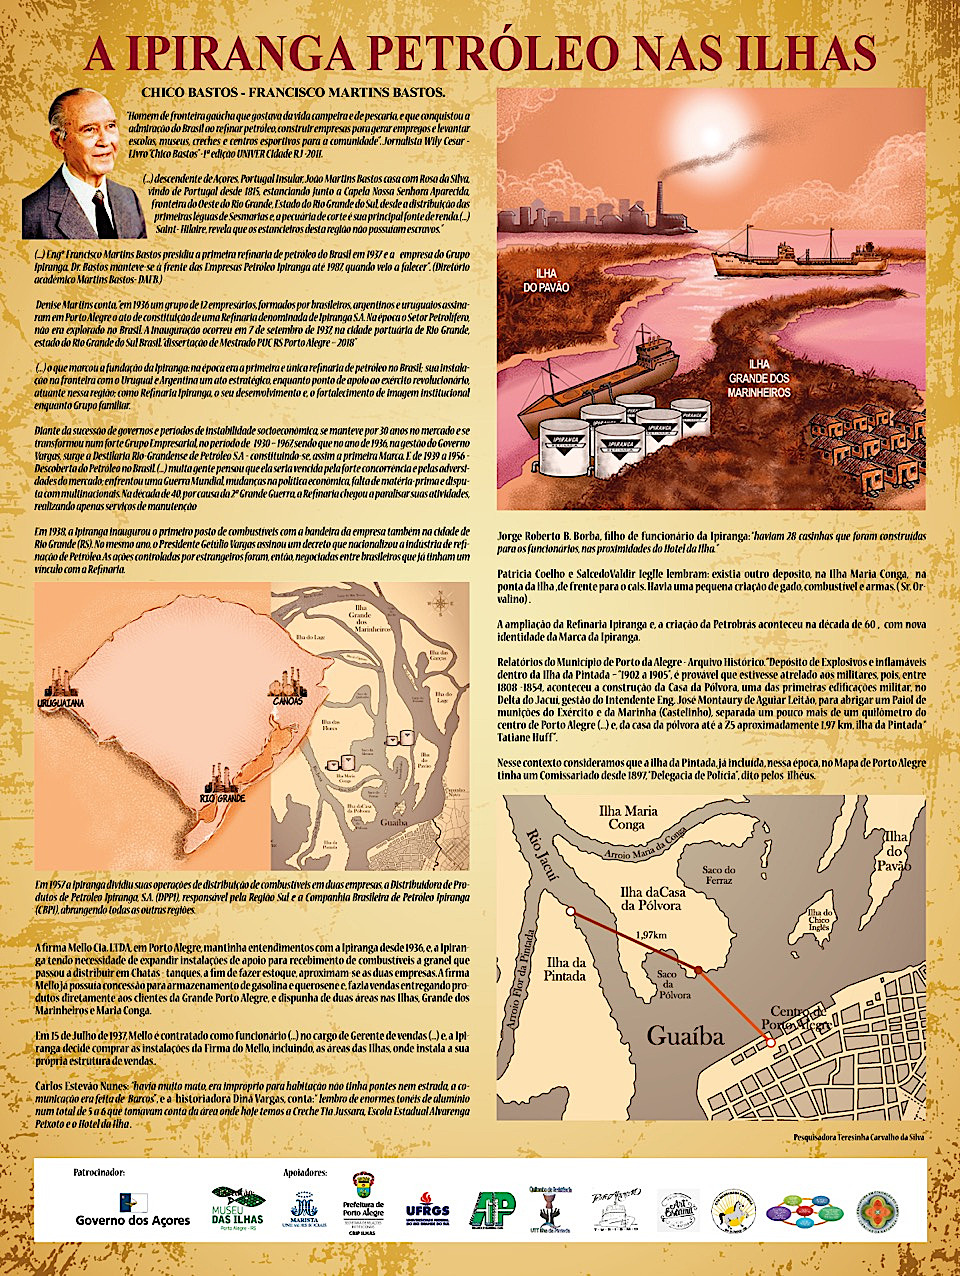 A IPIRANGA PETRÓLEO NAS ILHAS
CHICO BASTOS - FRANCISCO MARTINS BASTOS.
"Homem de fronteira gaúcha que gostava da vida campeira e de pescaria, e que conquistou a
admiração do Brasil ao refinar petróleo, construir empresas para gerar empregos e levantar
escolas, museus, creches e centros esportivos para a comunidade". Jornalista Wily Cesar -
Livro "Chico Bastos" - 1ª edição UNIVER Cidade RJ -2011.
(...) descendente de Açores, Portugal Insular, João Martins Bastos casa com Rosa da Silva,
vindo de Portugal desde 1815, estanciando junto a Capela Nossa Senhora Aparecida,
fronteira do Oeste do Rio Grande, Estado do Rio Grande do Sul, desde a distribuição das
primeiras léguas de Sesmarias e, a pecuária de corte é sua principal fonte de renda.(...)
Saint- Hilaire, revela que os estancieiros desta região não possuíam escravos."
(...) Engº Francisco Martins Bastos presidiu a primeira refinaria de petróleo do Brasil em 1937 e a empresa do Grupo
Ipiranga. Dr. Bastos manteve-se à frente das Empresas Petróleo Ipiranga até 1987, quando veio a falecer". (Diretório
acadêmico Martins Bastos- DALB.)
Denise Martins conta, "em 1936 um grupo de 12 empresários, formados por brasileiros, argentinos e uruguaios assina-
ram em Porto Alegre o ato de constituição de uma Refinaria denominada de Ipiranga S.A. Na época o Setor Petrolífero,
não era explorado no Brasil. A Inauguração ocorreu em 7 de setembro de 1937, na cidade portuária de Rio Grande,
estado do Rio Grande do Sul Brasil. "dissertação de Mestrado PUC RS Porto Alegre – 2018"
(...) o que marcou a fundação da Ipiranga: na época era a primeira e única refinaria de petróleo no Brasil; sua instala-
ção na fronteira com o Uruguai e Argentina um ato estratégico, enquanto ponto de apoio ao exército revolucionário,
atuante nessa região; como Refinaria Ipiranga, o seu desenvolvimento e, o fortalecimento de imagem institucional
enquanto Grupo familiar.
Diante da sucessão de governos e períodos de instabilidade socioeconômica, se manteve por 30 anos no mercado e se
transformou num forte Grupo Empresarial, no período de 1930 – 1967, sendo que no ano de 1936, na gestão do Governo
Vargas, surge a Destilaria Rio-Grandense de Petróleo S.A - constituindo-se, assim a primeira Marca. E de 1939 a 1956 -
Descoberta do Petróleo no Brasil. (...) muita gente pensou que ela seria vencida pela forte concorrência e pelas adversi-
dades do mercado; enfrentou uma Guerra Mundial, mudanças na política econômica, falta de matéria-prima e dispu-
ta com multinacionais. Na década de 40, por causa da 2ª Grande Guerra, a Refinaria chegou a paralisar suas atividades,
realizando apenas serviços de manutenção
Em 1938, a Ipiranga inaugurou o primeiro posto de combustíveis com a bandeira da empresa também na cidade de
Rio Grande (RS). No mesmo ano, o Presidente Getúlio Vargas assinou um decreto que nacionalizou a indústria de refi-
nação de Petróleo. As ações controladas por estrangeiros foram, então, negociadas entre brasileiros que já tinham um
vínculo com a Refinaria.
URUGUAIANA
CANOAS
RIO GRANDE
Ilha
Grande
dos
Marinheiros
Ilha do Lage
Ilha das
Garças
Ilha do
Lage
Ilha das
Flores
Ilha Maria
Conga
Ilha do
Pavão
Ilha da Casa
da Pólvora
Guaíba
Ilha da
Pintada
Em 1957 a Ipiranga dividiu suas operações de distribuição de combustíveis em duas empresas, a Distribuidora de Pro-
dutos de Petróleo Ipiranga, S.A. (DPPI), responsável pela Região Sul e a Companhia Brasileira de Petróleo Ipiranga
(CBPI), abrangendo todas as outras regiões.
A firma Mello Cia. LTDA, em Porto Alegre, mantinha entendimentos com a Ipiranga desde 1936, e, a Ipiran-
ga tendo necessidade de expandir instalações de apoio para recebimento de combustíveis a granel que
passou a distribuir em Chatas - tanques, a fim de fazer estoque, aproximam-se as duas empresas. A firma
Mello já possuía concessão para armazenamento de gasolina e querosene e, fazia vendas entregando pro-
dutos diretamente aos clientes da Grande Porto Alegre, e dispunha de duas áreas nas Ilhas, Grande dos
Marinheiros e Maria Conga.
Em 15 de Julho de 1937, Mello é contratado como funcionário (...) no cargo de Gerente de vendas (...) e, a Ipi-
ranga decide comprar as instalações da Firma do Mello, incluindo, as áreas das Ilhas, onde instala a sua
própria estrutura de vendas.
Carlos Estevão Nunes: "havia muito mato, era impróprio para habitação não tinha pontes nem estrada, a co-
municação era feita de Barcos", e a historiadora Diná Vargas, conta:" lembro de enormes tonéis de alumínio
num total de 5 a 6 que tomavam conta da área onde hoje temos a Creche Tia Jussara, Escola Estadual Alvarenga
Peixoto e o Hotel da Ilha.
ILHA
DO PAVÃO
ILHA
GRANDE DOS
MARINHEIROS
IPIRANGA
IPIRANGA
IPIRANGA
IPIRANGA
Jorge Roberto B. Borba, filho de funcionário da Ipiranga:"haviam 28 casinhas que foram construídas
para os funcionários, nas proximidades do Hotel da Ilha."
Patricia Coelho e SalcedoValdir Ieglle lembram: existia outro deposito, na Ilha Maria Conga, na
ponta da ilha ,de frente para o cais. Havia uma pequena criação de gado, combustível e armas. ( Sr. Or-
valino) .
A ampliação da Refinaria Ipiranga e, a criação da Petrobrás aconteceu na década de 60 , com nova
identidade da Marca da Ipiranga.
Relatórios do Município de Porto da Alegre - Arquivo Histórico."Depósito de Explosivos e inflamáveis
dentro da Ilha da Pintada – "1902 a 1905", é provável que estivesse atrelado aos militares, pois, entre
1808 -1854, aconteceu a construção da Casa da Pólvora, uma das primeiras edificações militar, no
Delta do Jacuí, gestão do Intendente Eng. José Montaury de Aguiar Leitão, para abrigar um Paiol de
munições do Exército e da Marinha (Castelinho), separada um pouco mais de um quilômetro do
centro de Porto Alegre (...) e, da casa da pólvora até a Z5 aproximadamente 1,97 km, ilha da Pintada"
Tatiane Huff".
Nesse contexto consideramos que a ilha da Pintada,já incluída, nessa época, no Mapa de Porto Alegre
tinha um Comissariado desde 1897, "Delegacia de Polícia", dito pelos Ilhéus.
Ilha Maria
Conga
Rio Jacuí
Arroio Maria da Conga
Saco do
Ferraz
Ilha
do
Pavão
Ilha daCasa
da Pólvora
Ilha do
Chico
Inglês
1,97km
Ilha da
Pintada
Arroio Flor da Pintada
Saco
da
Pólvora
Guaíba
Centro de
Porto Alegre
Pesquisadora Teresinha Carvalho da Silva
Patrocinador:
Apoiadores:
Governo dos Açores
MUSEU
DAS ILHAS
Porto Alegre - RS
MARISTA
Prefeitura de
Porto Alegre
CRIP ILHAS
UFRGS